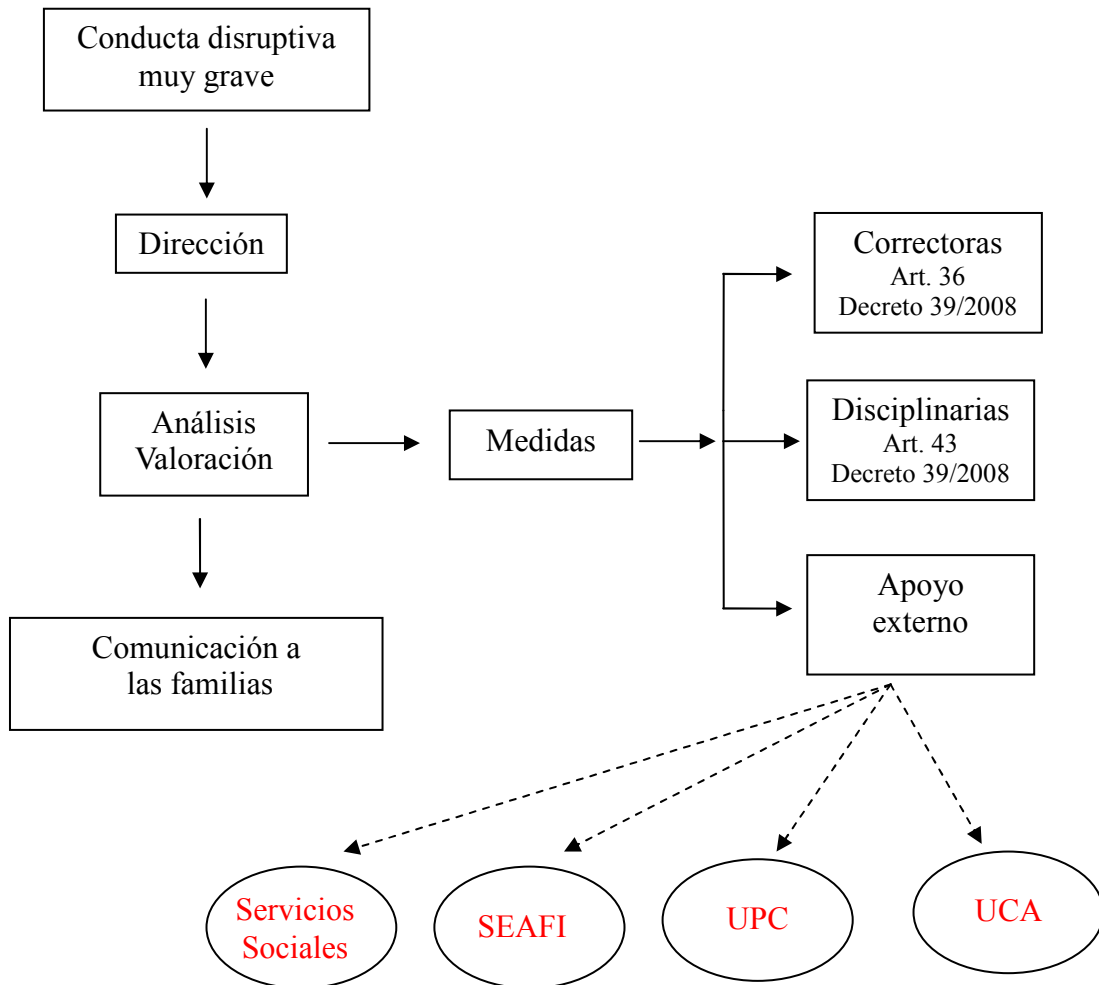 Conducta disruptiva
muy grave
Dirección
Análisis
Valoración
Comunicación a
las familias
Medidas
Correctoras
Art. 36
Decreto 39/2008
Disciplinarias
Art. 43
Decreto 39/2008
Apoyo
externo
Servicios
Sociales
SEAFI
UPC
UCA